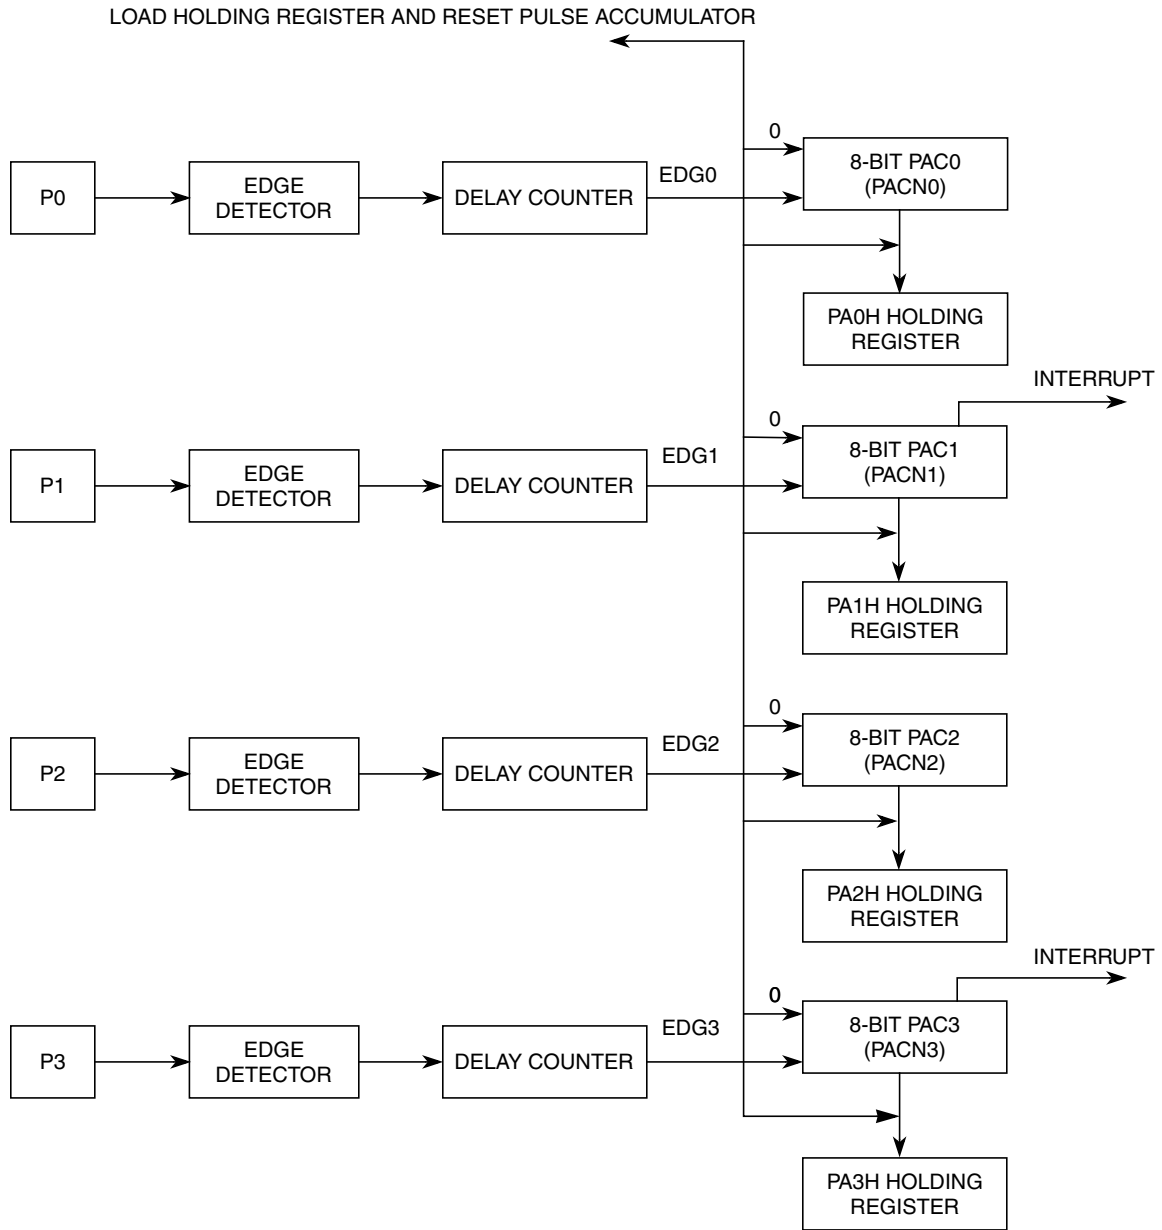 LOAD HOLDING REGISTER AND RESET PULSE ACCUMULATOR
0
P0
EDGE
DETECTOR
DELAY COUNTER
EDG0
8-BIT PAC0
(PACN0)
PA0H HOLDING
REGISTER
INTERRUPT
0
P1
EDGE
DETECTOR
DELAY COUNTER
EDG1
8-BIT PAC1
(PACN1)
PA1H HOLDING
REGISTER
0
P2
EDGE
DETECTOR
DELAY COUNTER
EDG2
8-BIT PAC2
(PACN2)
PA2H HOLDING
REGISTER
INTERRUPT
0
P3
EDGE
DETECTOR
DELAY COUNTER
EDG3
8-BIT PAC3
(PACN3)
PA3H HOLDING
REGISTER